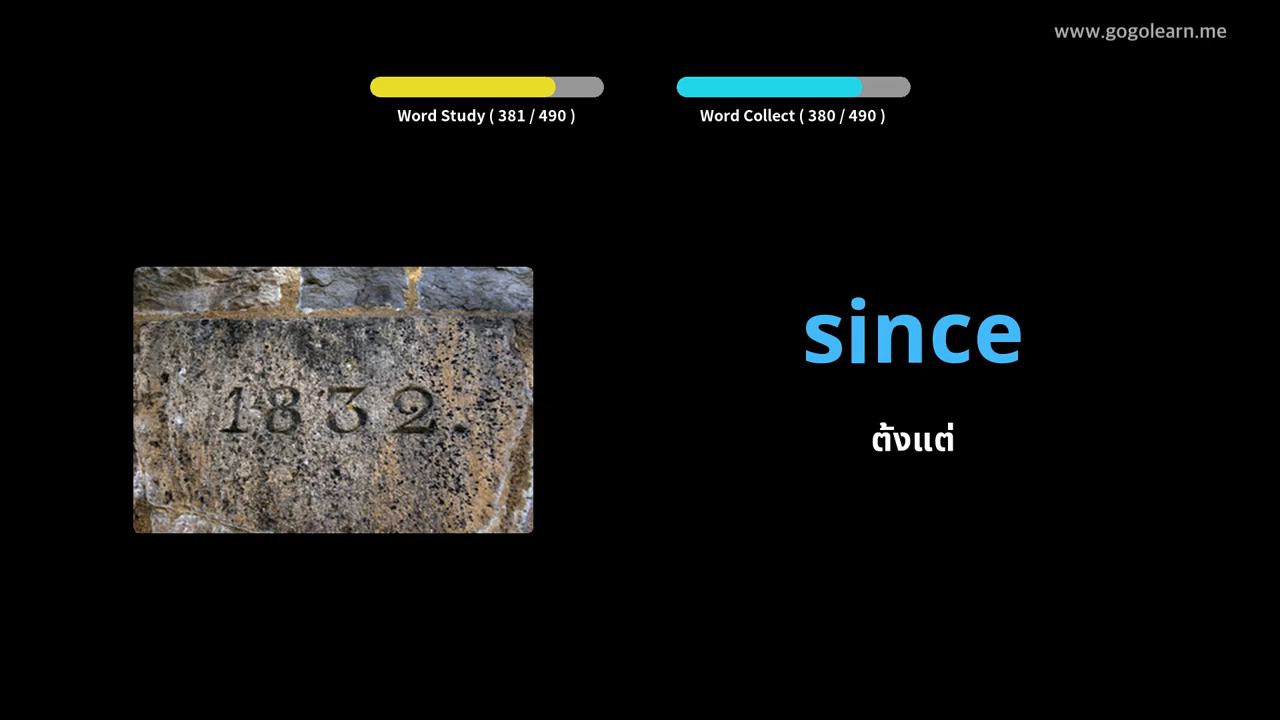 www.gogolearn.me
Word Study ( 381 / 490 )
Word Collect ( 380 / 490 )
1832.
since
ตั้งแต่